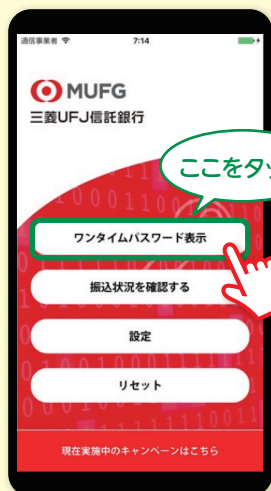 通信事業者 7:14
MUFG
三菱UFJ信託銀行
ここをタッ
ワンタイムパスワード表示
振込状況を確認する
設定
リセット
現在実施中のキャンペーンはこちら